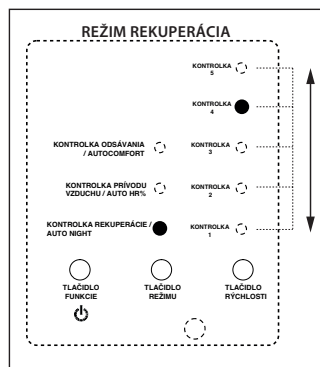 REŽIM REKUPERÁCIA
KONTROLKA
5
KONTROLKA
4
KONTROLKA ODSÁVANIA
/ AUTOCOMFORT
KONTROLKA
3
KONTROLKA PRÍVODU
VZDUCHU / AUTO HR%
KONTROLKA
2
KONTROLKA REKUPERÁCIE /
AUTO NIGHT
KONTROLKA
1
TLAČIDLO
FUNKCIE
TLAČIDLO
REŽIMU
TLAČIDLO
RÝCHLOSTI